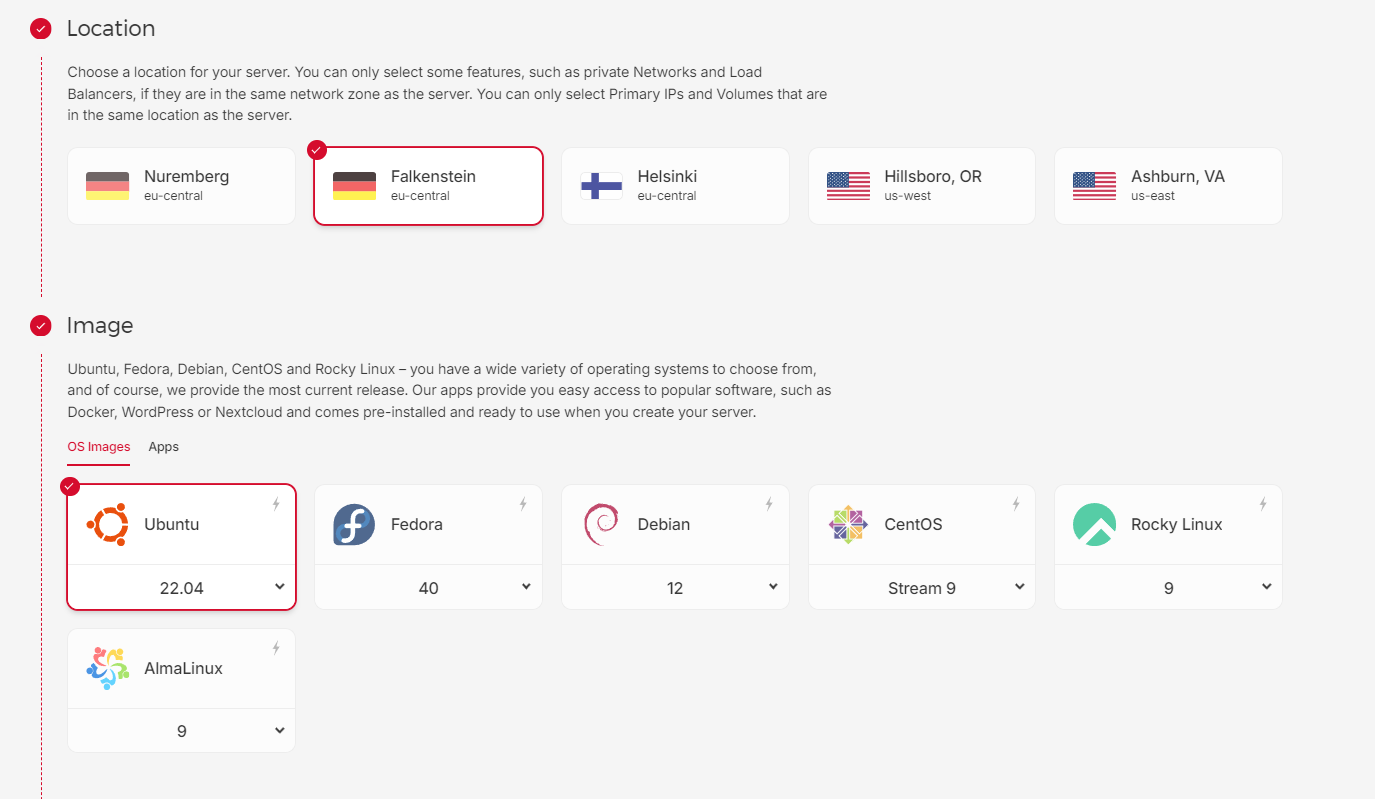 Location
Choose a location for your server. You can only select some features, such as private Networks and Load
Balancers, if they are in the same network zone as the server. You can only select Primary IPs and Volumes that are
in the same location as the server.
Nuremberg
eu-central
Falkenstein
eu-central
Helsinki
eu-central
Hillsboro, OR
us-west
Ashburn, VA
us-east
Image
Ubuntu, Fedora, Debian, CentOS and Rocky Linux – you have a wide variety of operating systems to choose from,
and of course, we provide the most current release. Our apps provide you easy access to popular software, such as
Docker, WordPress or Nextcloud and comes pre-installed and ready to use when you create your server.
OS Images Apps
Ubuntu
22.04
Fedora
40
Debian
12
CentOS
Stream 9
Rocky Linux
9
AlmaLinux
9